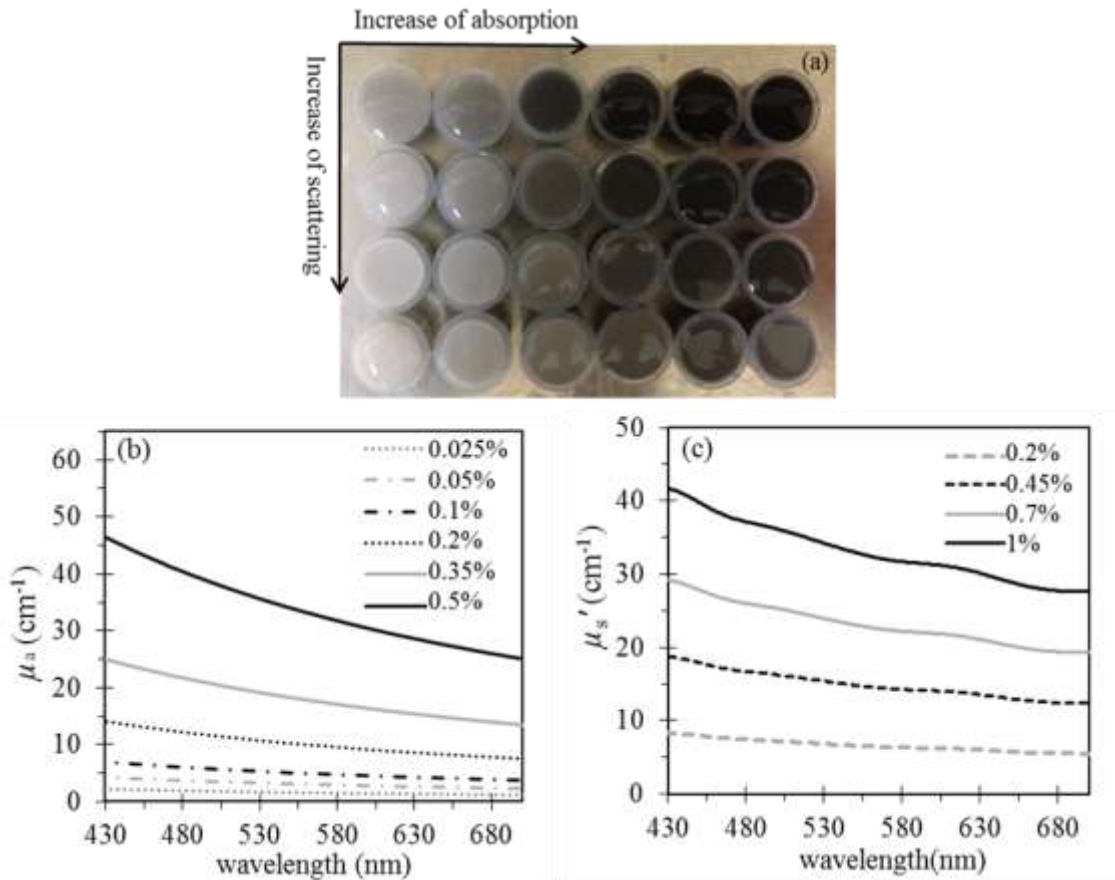 Increase of absorption
(a)
Increase of scattering
(b)
0.025%
0.05%
0.1%
0.2%
0.35%
0.5%
60
50
40
30
20
10
0
μa (cm-1)
430 480 530 580 630 680
wavelength (nm)
(c)
0.2%
0.45%
0.7%
1%
50
40
30
20
10
0
μs' (cm-1)
430 480 530 580 630 680
wavelength(nm)